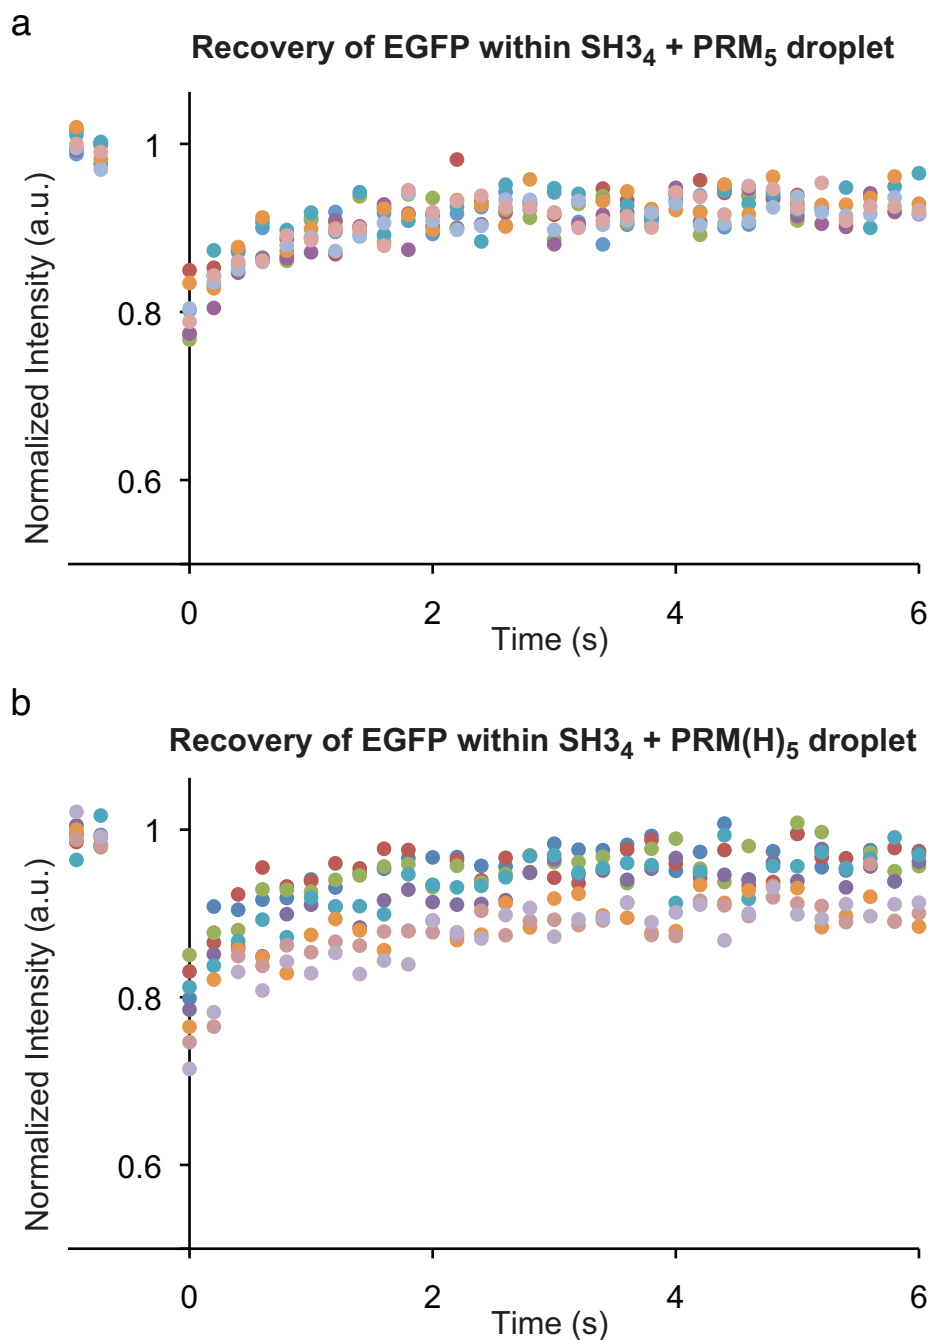 a
Recovery of EGFP within SH3₄ + PRM₅ droplet
Normalized Intensity (a.u.)
1
0.8
0.6
0
2
4
6
Time (s)
b
Recovery of EGFP within SH3₄ + PRM(H)₅ droplet
Normalized Intensity (a.u.)
1
0.8
0.6
0
2
4
6
Time (s)